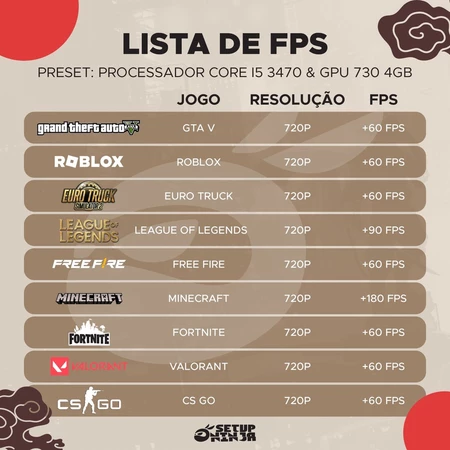 LISTA DE FPS
PRESET: PROCESSADOR CORE I5 3470 & GPU 730 4GB
JOGO RESOLUÇÃO FPS
grand theft auto V GTA V 720P +60 FPS
ROBLOX ROBLOX 720P +60 FPS
EURO TRUCK SIMULATOR EURO TRUCK 720P +60 FPS
LEAGUE OF LEGENDS LEAGUE OF LEGENDS 720P +90 FPS
FREE FIRE FREE FIRE 720P +60 FPS
MINECRAFT MINECRAFT 720P +180 FPS
FORTNITE FORTNITE 720P +60 FPS
VALORANT VALORANT 720P +60 FPS
CS GO CS GO 720P +60 FPS
SETUP NINJA